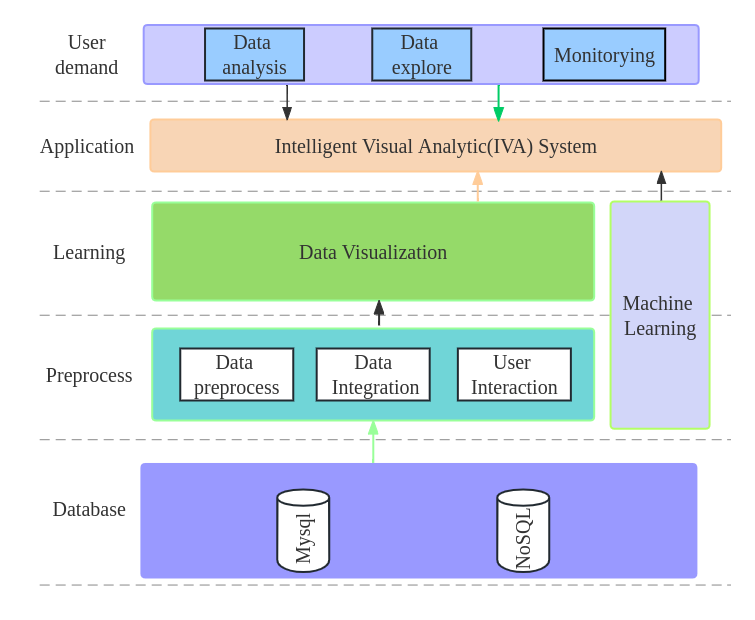 User
demand
Data
analysis
Data
explore
Monitorying
Application
Intelligent Visual Analytic(IVA) System
Learning
Data Visualization
Machine
Learning
Preprocess
Data
preprocess
Data
Integration
User
Interaction
Database
Mysql
NoSQL